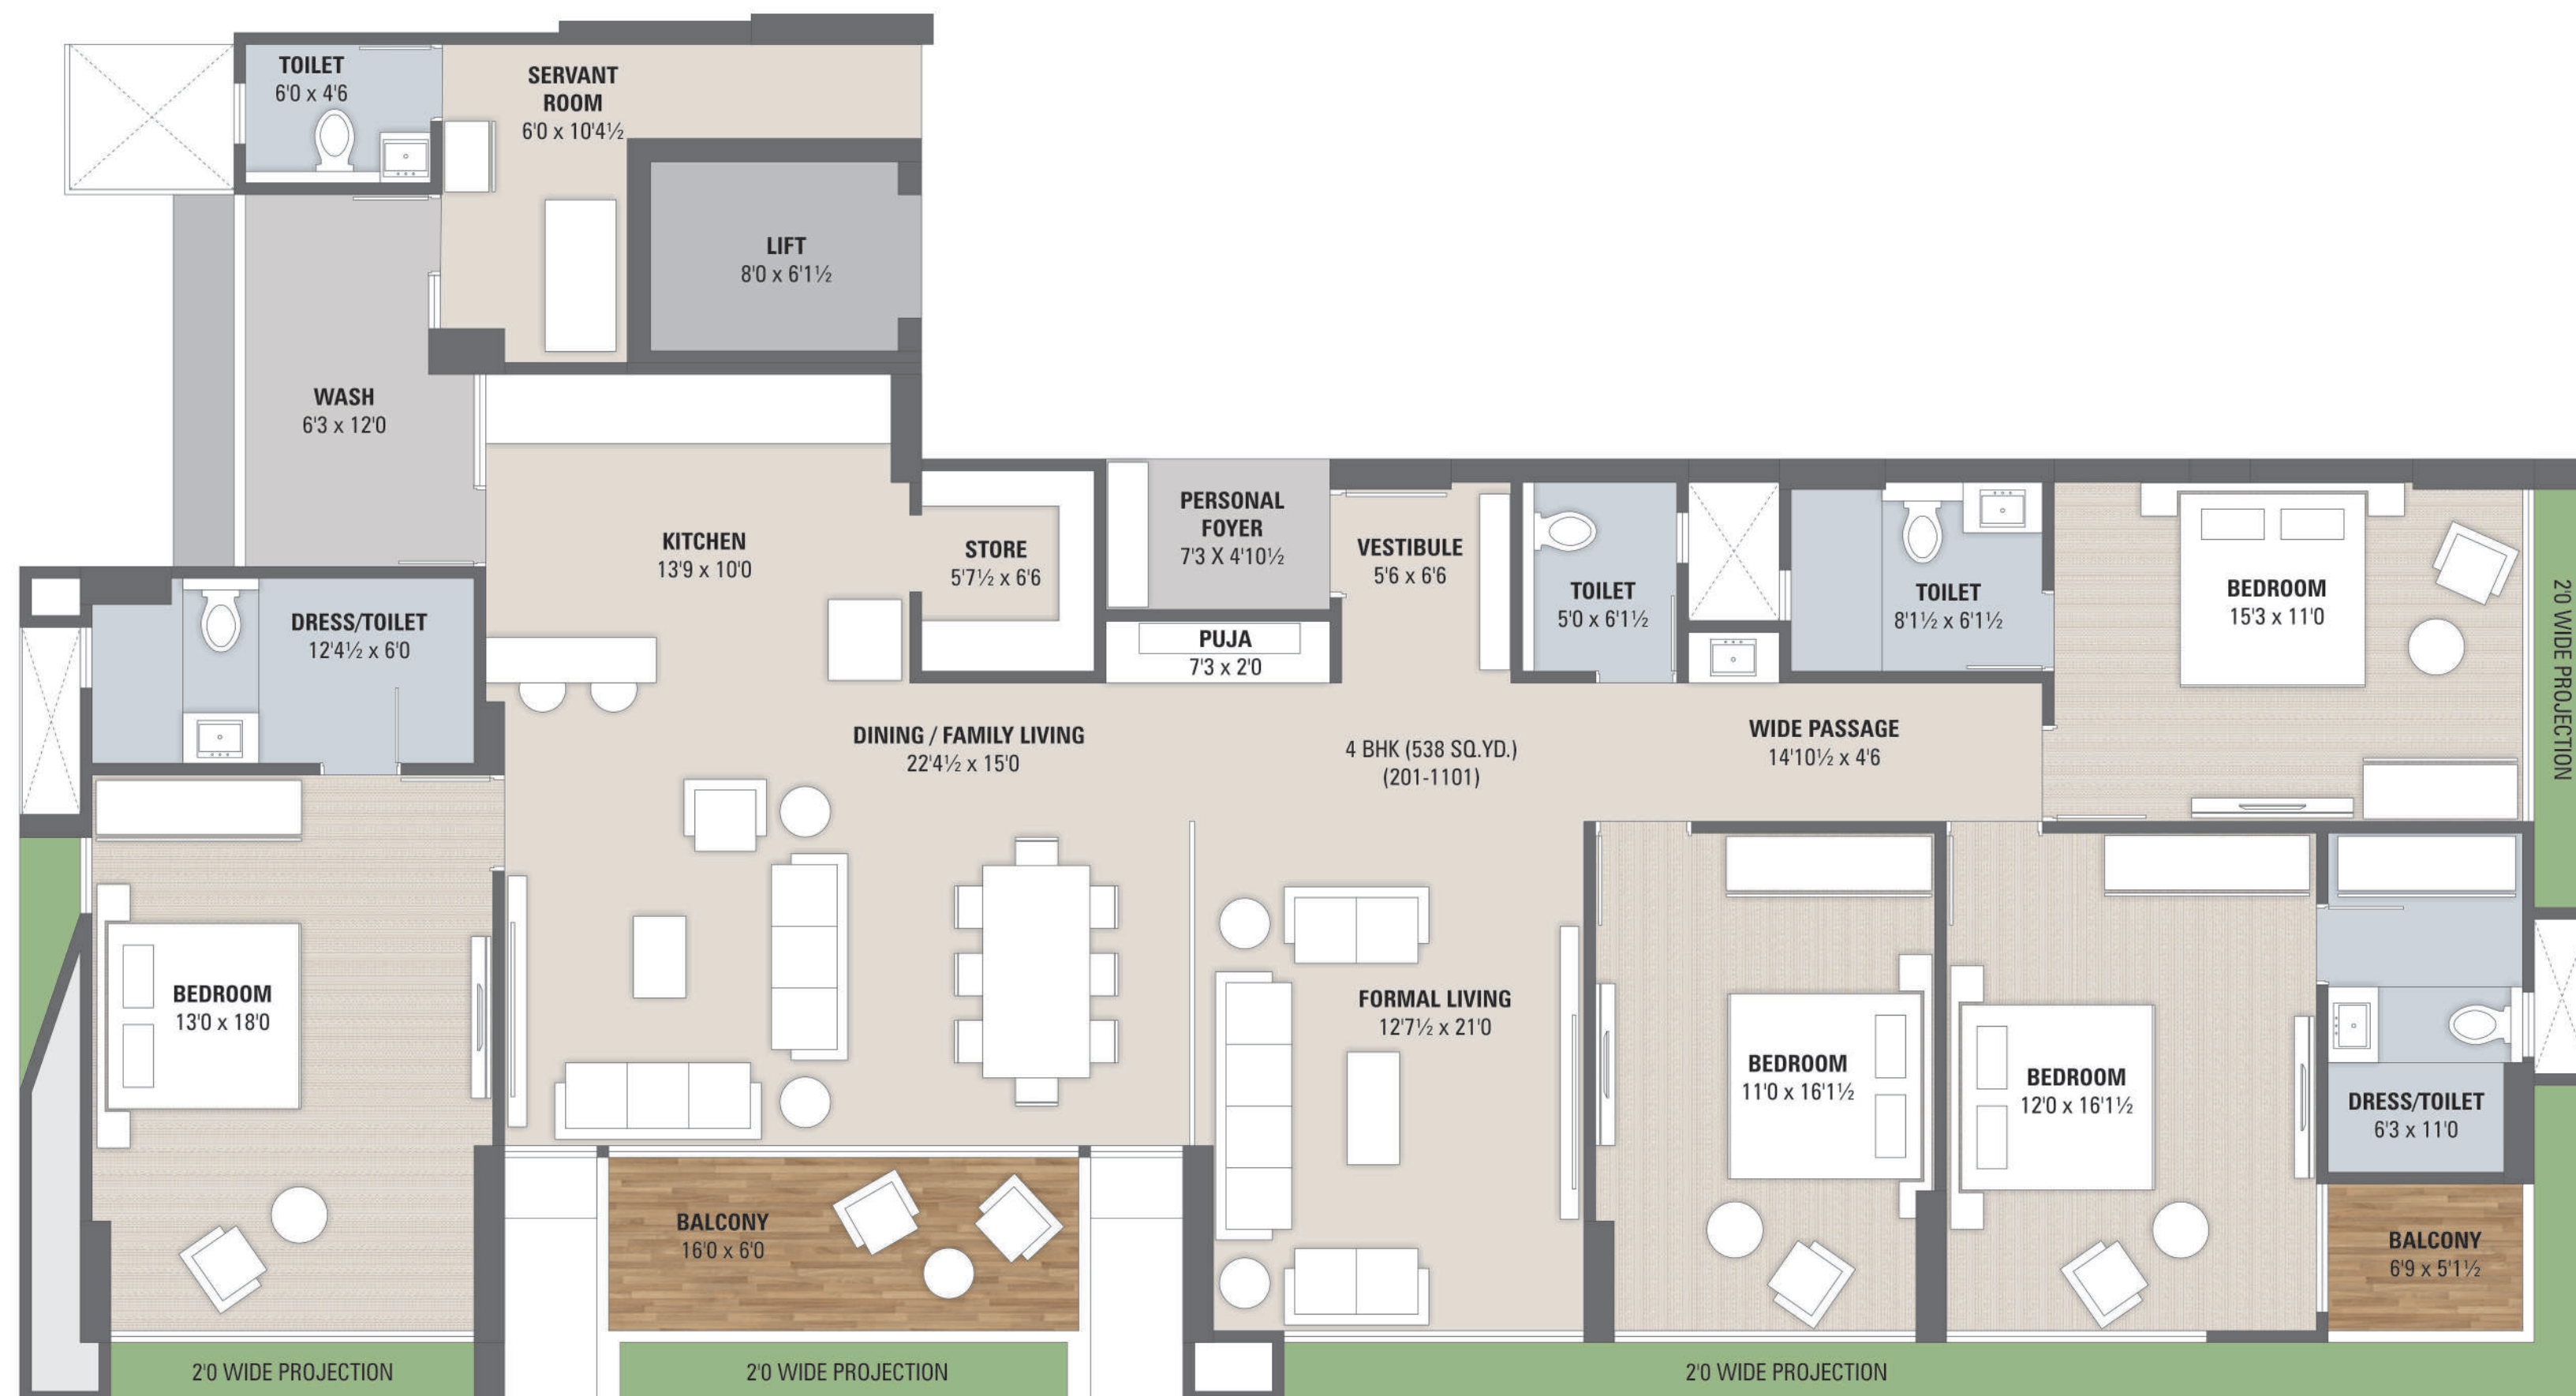 TOILET
6'0 x 4'6
SERVANT
ROOM
6'0 x 10'4½
LIFT
8'0 x 6'1½
WASH
6'3 x 12'0
KITCHEN
13'9 x 10'0
STORE
5'7½ x 6'6
PERSONAL
FOYER
7'3 X 4'10½
VESTIBULE
5'6 x 6'6
TOILET
5'0 x 6'1½
TOILET
8'1½ x 6'1½
BEDROOM
15'3 x 11'0
2'0 WIDE PROJECTION
DRESS/TOILET
12'4½ x 6'0
PUJA
7'3 x 2'0
DINING / FAMILY LIVING
22'4½ x 15'0
4 BHK (538 SQ.YD.)
(201-1101)
WIDE PASSAGE
14'10½ x 4'6
BEDROOM
13'0 x 18'0
FORMAL LIVING
12'7½ x 21'0
BEDROOM
11'0 x 16'1½
BEDROOM
12'0 x 16'1½
DRESS/TOILET
6'3 x 11'0
BALCONY
16'0 x 6'0
BALCONY
6'9 x 5'1½
2'0 WIDE PROJECTION
2'0 WIDE PROJECTION
2'0 WIDE PROJECTION